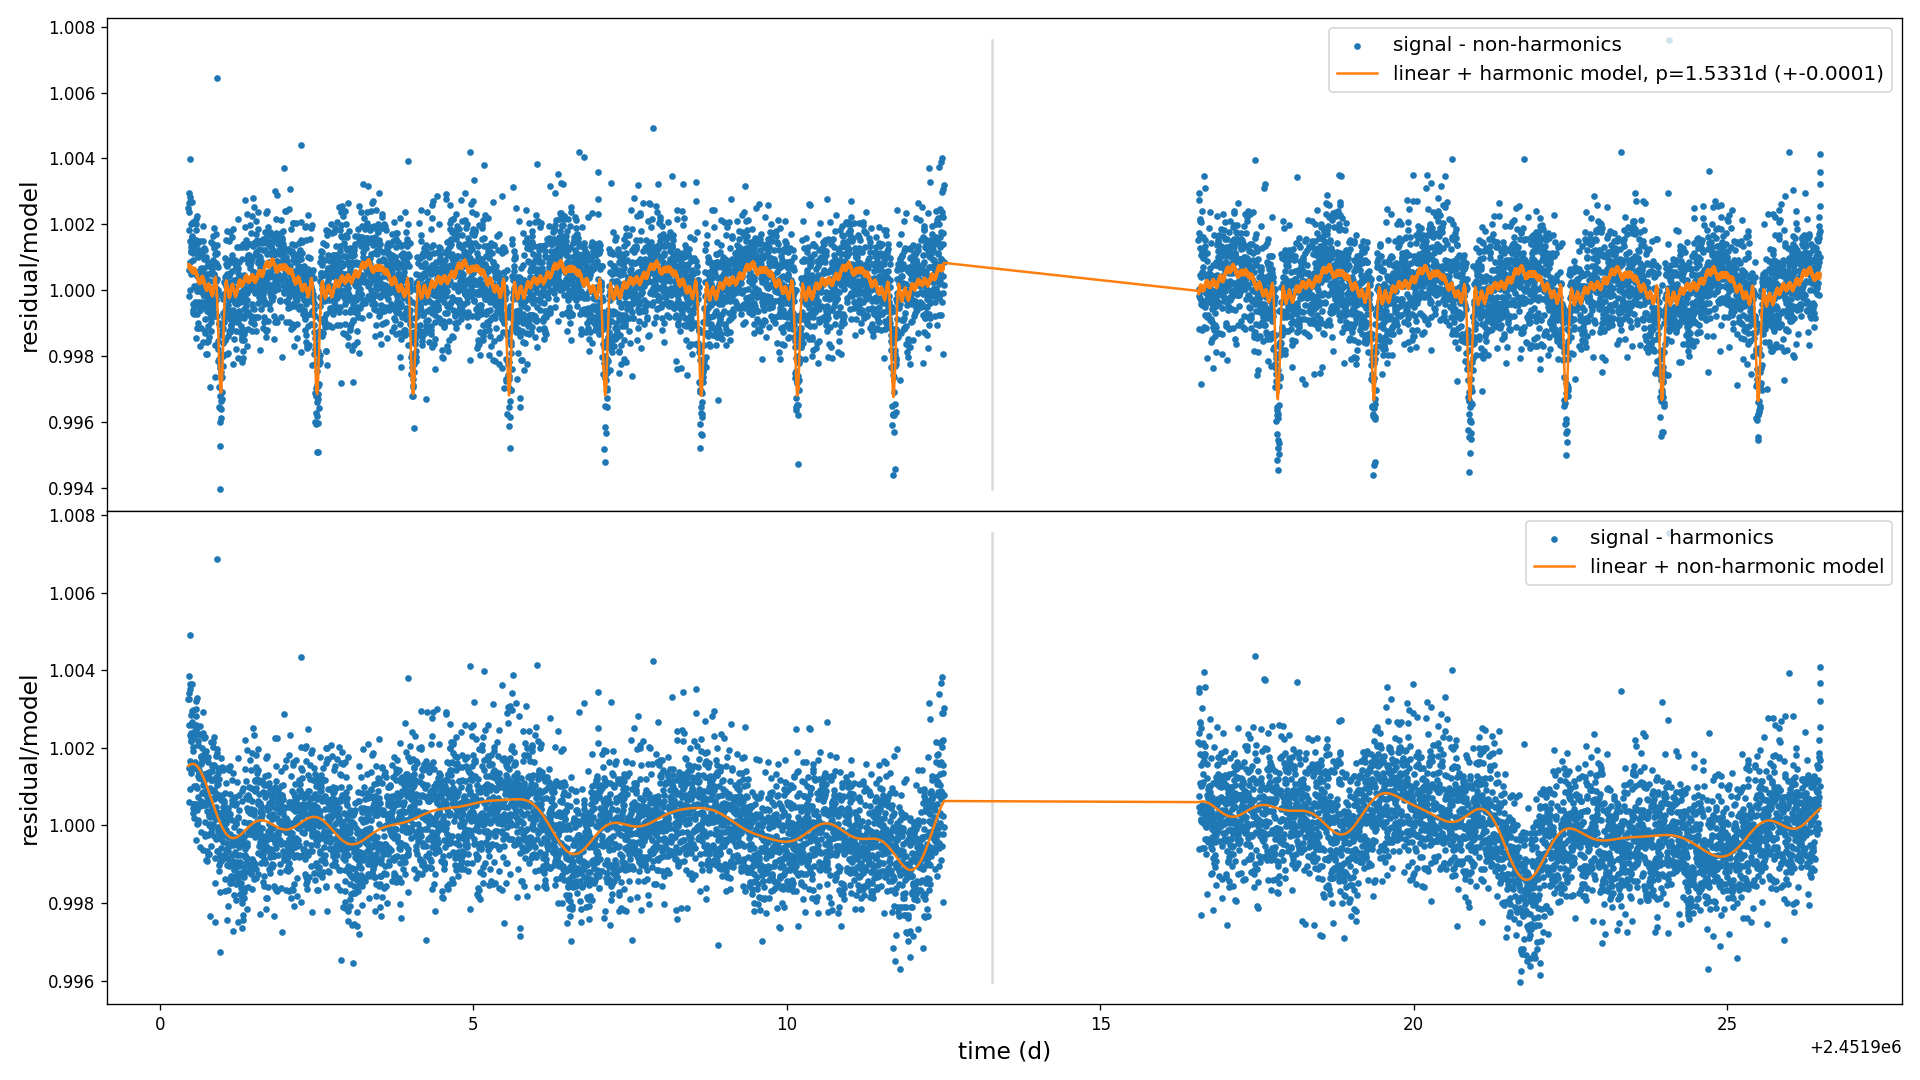 1.008
1.006
1.004
1.002
1.000
0.998
0.996
0.994
residual/model
signal - non-harmonics
linear + harmonic model, p=1.5331d (+-0.0001)
1.008
1.006
1.004
1.002
1.000
0.998
0.996
residual/model
signal - harmonics
linear + non-harmonic model
0 5 10 15 20 25
time (d)
+2.4519e6